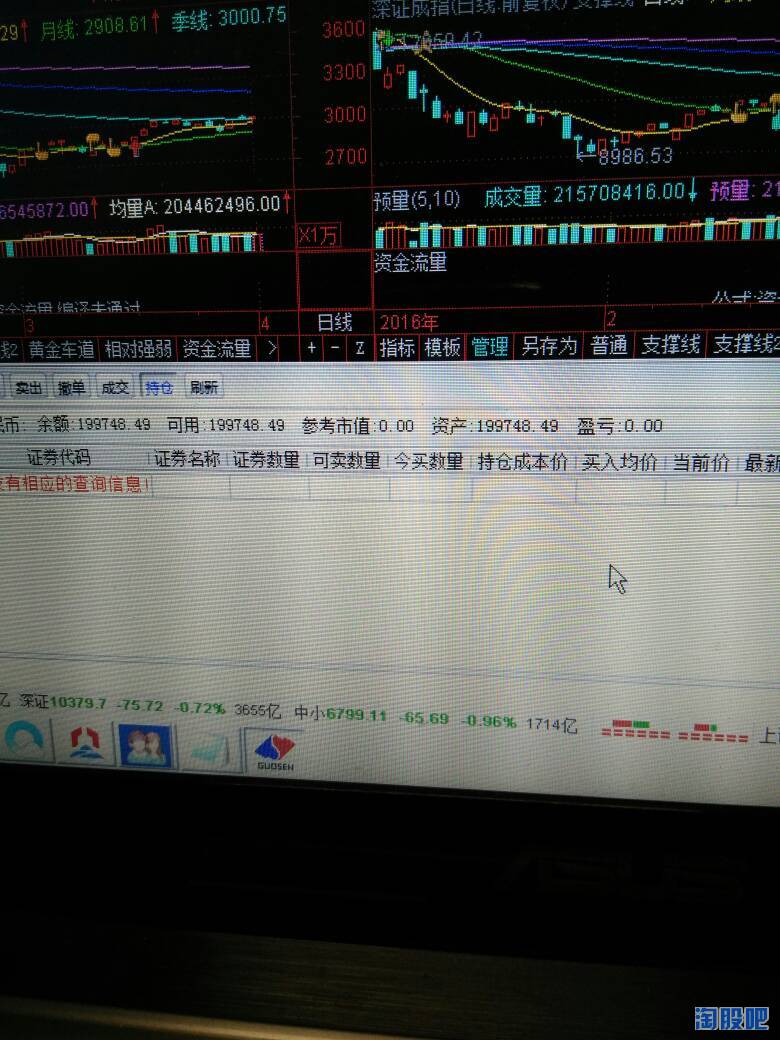 29↑ 月线: 2908.61↑ 季线: 3000.75
3600
3300
3000
2700
深证成指(日线.前复权) 支撑线
←8986.53
6545872.00↑ 均量A: 204462496.00↑
X1万
预量(5,10) 成交量: 215708416.00↓ 预量: 21
资金流量
资金流量 编译未通过
公式:资
3
4
日线
2016年
2
线2 黄金车道 相对强弱 资金流量 > + - Z 指标 模板 管理 另存为 普通 支撑线 支撑线2
卖出 撤单 成交 持仓 刷新
民币: 余额:199748.49 可用:199748.49 参考市值:0.00 资产:199748.49 盈亏:0.00
证券代码 证券名称 证券数量 可卖数量 今买数量 持仓成本价 买入均价 当前价 最新
没有相应的查询信息!
亿 深证10379.7 -75.72 -0.72% 3655亿 中小6799.11 -65.69 -0.96% 1714亿 上
GUOSEN
淘股吧